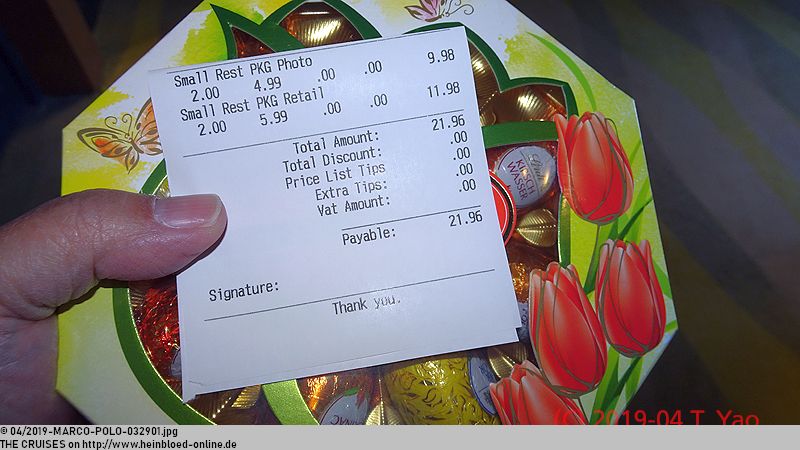 Small Rest PKG Photo
2.00 4.99 .00 .00 9.98
Small Rest PKG Retail
2.00 5.99 .00 .00 11.98
Total Amount: 21.96
Total Discount: .00
Price List Tips .00
Extra Tips: .00
Vat Amount: .00
Payable: 21.96
Signature:
Thank you.
KIRSCH
WASSER
(c) 2019-04 T. Yao
© 04/2019-MARCO-POLO-032901.jpg
THE CRUISES on http://www.heinbloed-online.de